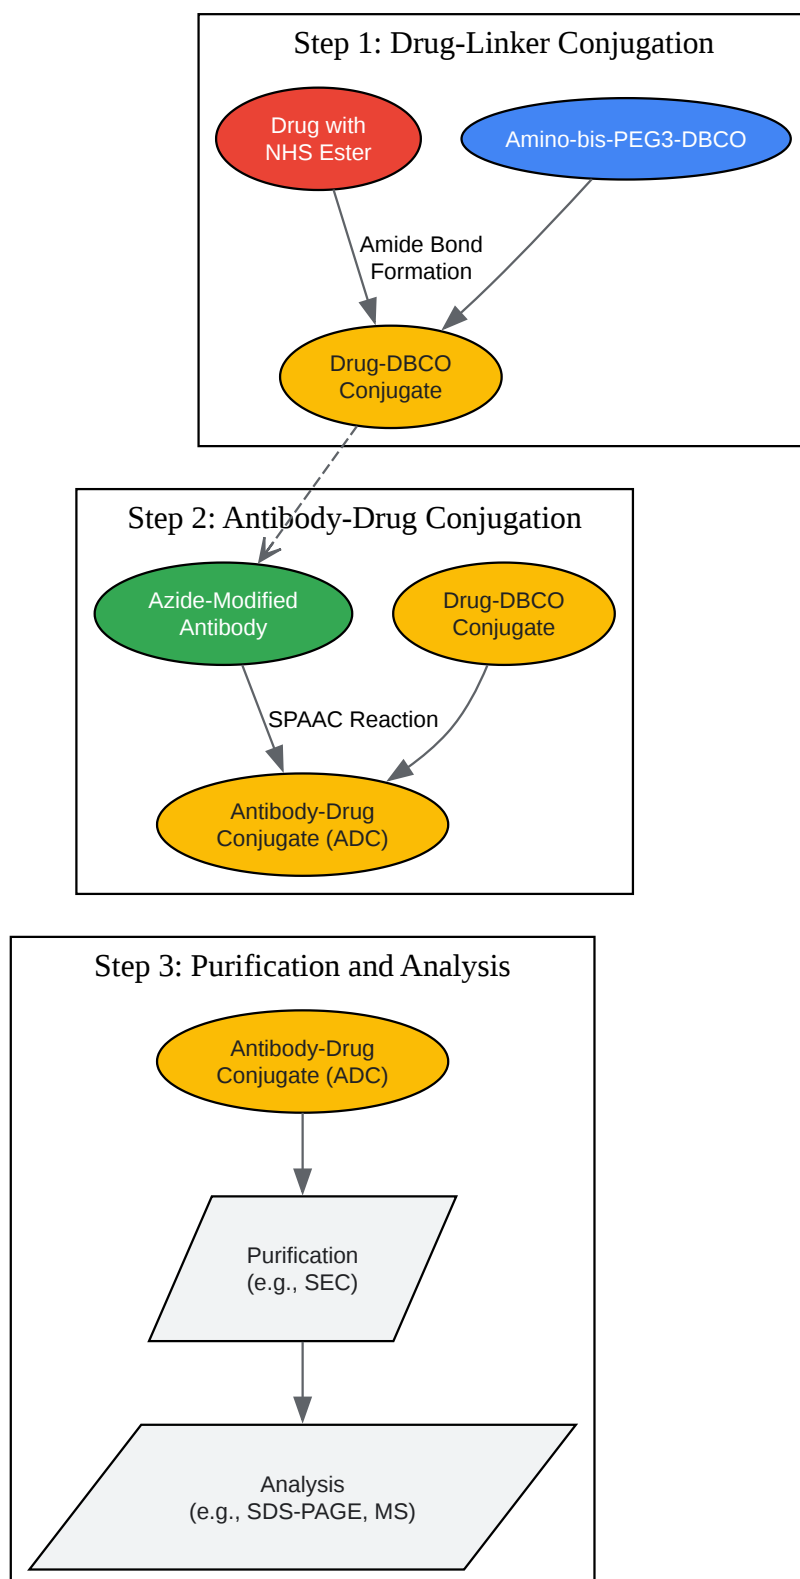 Step 1: Drug-Linker Conjugation
Drug with
NHS Ester
Amino-bis-PEG3-DBCO
Amide Bond
Formation
Drug-DBCO
Conjugate
Step 2: Antibody-Drug Conjugation
Azide-Modified
Antibody
Drug-DBCO
Conjugate
SPAAC Reaction
Antibody-Drug
Conjugate (ADC)
Step 3: Purification and Analysis
Antibody-Drug
Conjugate (ADC)
Purification
(e.g., SEC)
Analysis
(e.g., SDS-PAGE, MS)